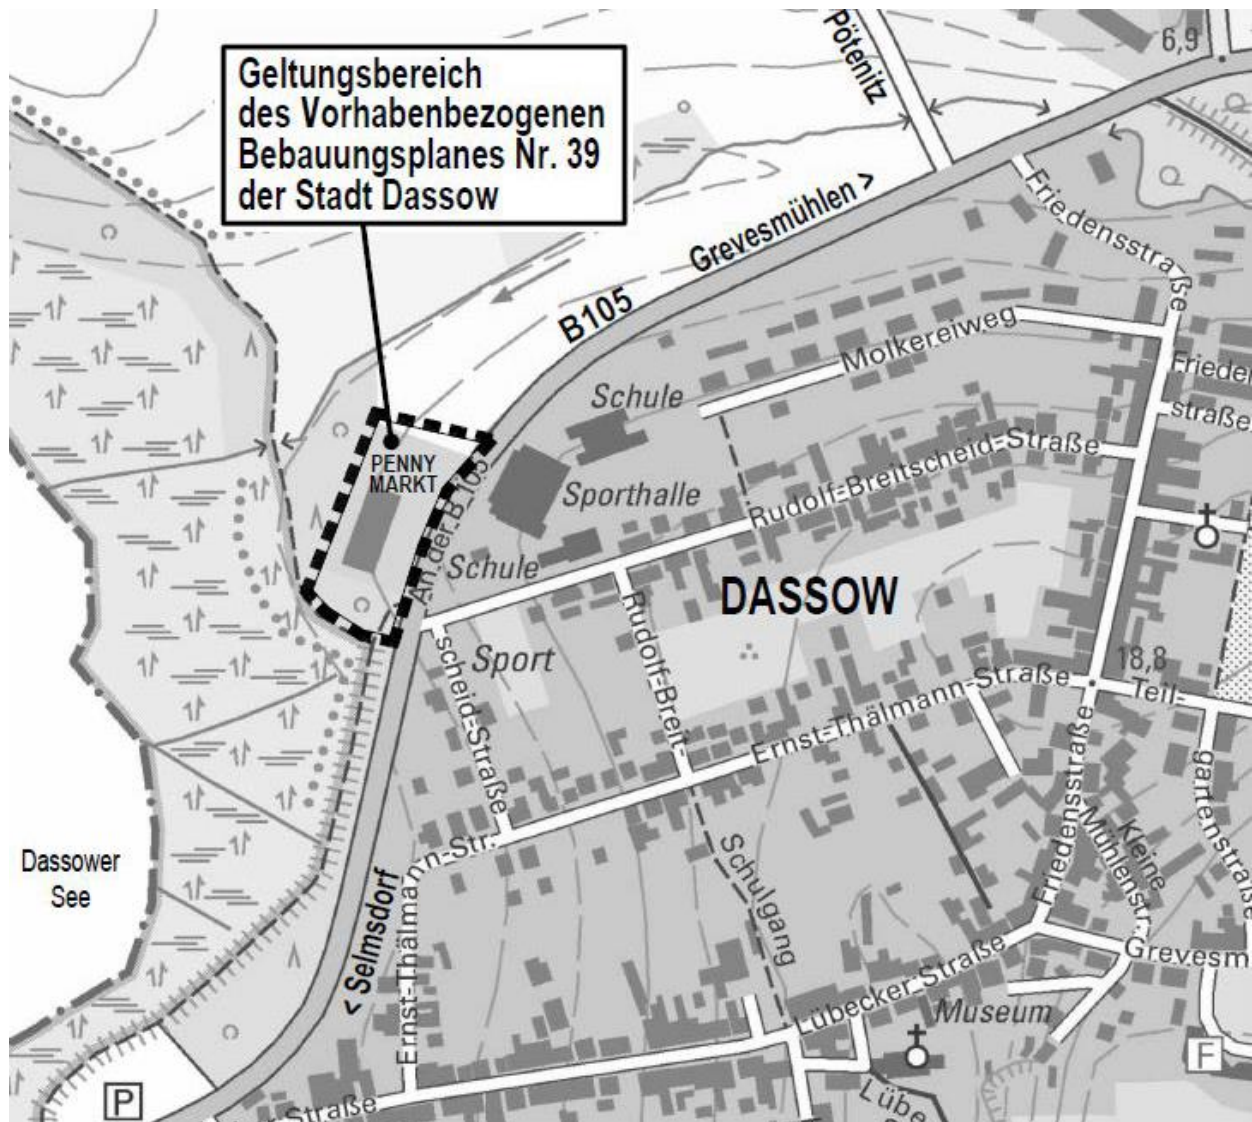 Geltungsbereich
des Vorhabenbezogenen
Bebauungsplanes Nr. 39
der Stadt Dassow
Pötenitz
6,9
Grevesmühlen >
B105
Friedensstraße
Molkereiweg
Frieden
straße
Schule
PENNY
MARKT
Sporthalle
Rudolf-Breitscheid-Straße
An der B 105
Schule
DASSOW
Rudolf-Breit-
scheid-Straße
Sport
18,8
Teil-
gartenstraße
Ernst-Thälmann-Straße
Friedensstraße
Kleine
Mühlenstr.
Ernst-Thälmann-Str.
Schulgang
Dassower
See
< Selmsdorf
Grevesm
Lübecker Straße
Museum
F
P
r-Straße
Lübe